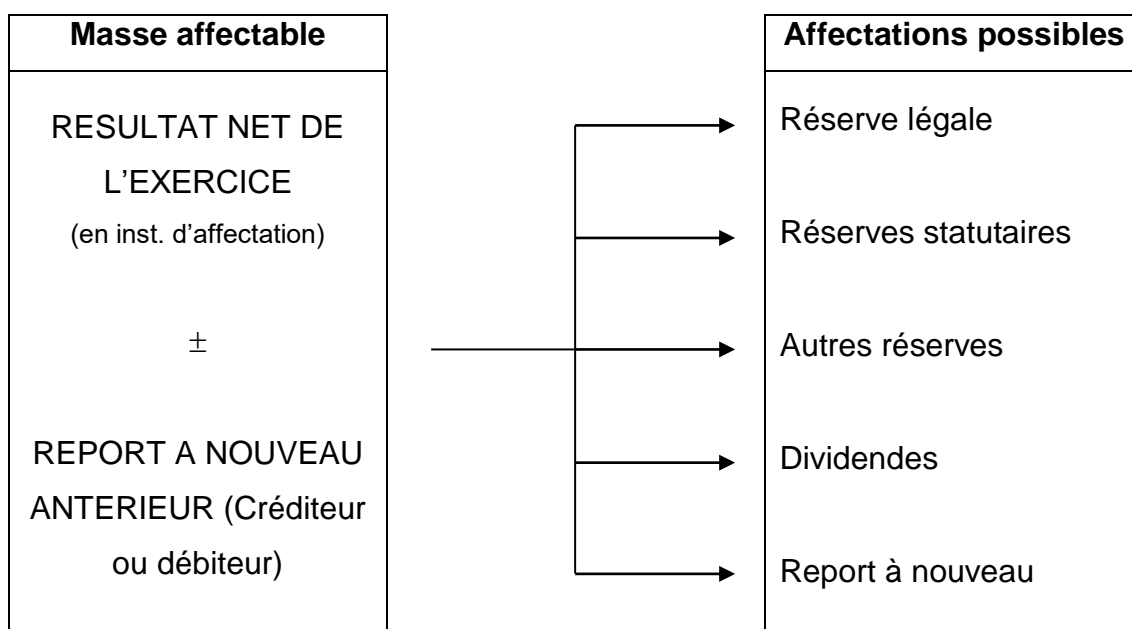 Masse affectable
RESULTAT NET DE
L’EXERCICE
(en inst. d’affectation)
±
REPORT A NOUVEAU
ANTERIEUR (Créditeur
ou débiteur)
Affectations possibles
Réserve légale
Réserves statutaires
Autres réserves
Dividendes
Report à nouveau